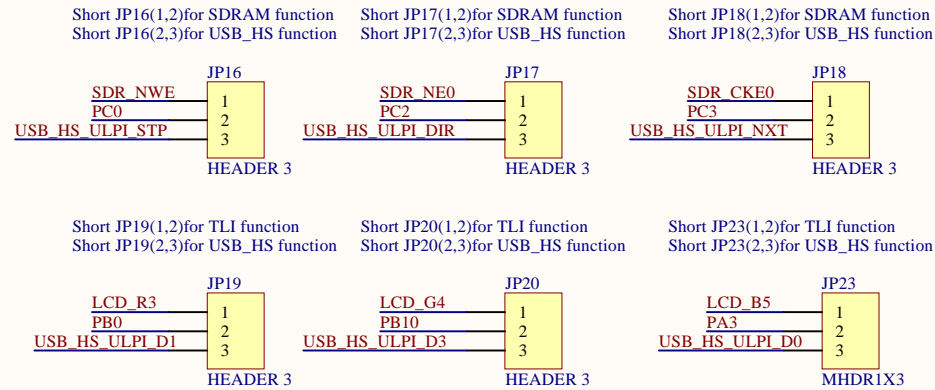 Short JP16(1,2)for SDRAM function
Short JP16(2,3)for USB_HS function
JP16
SDR_NWE
1
PC0
2
USB_HS_ULPI_STP
3
HEADER 3
Short JP17(1,2)for SDRAM function
Short JP17(2,3)for USB_HS function
JP17
SDR_NE0
1
PC2
2
USB_HS_ULPI_DIR
3
HEADER 3
Short JP18(1,2)for SDRAM function
Short JP18(2,3)for USB_HS function
JP18
SDR_CKE0
1
PC3
2
USB_HS_ULPI_NXT
3
HEADER 3
Short JP19(1,2)for TLI function
Short JP19(2,3)for USB_HS function
JP19
LCD_R3
1
PB0
2
USB_HS_ULPI_D1
3
HEADER 3
Short JP20(1,2)for TLI function
Short JP20(2,3)for USB_HS function
JP20
LCD_G4
1
PB10
2
USB_HS_ULPI_D3
3
HEADER 3
Short JP23(1,2)for TLI function
Short JP23(2,3)for USB_HS function
JP23
LCD_B5
1
PA3
2
USB_HS_ULPI_D0
3
MHDR1X3